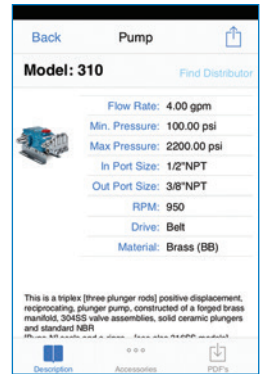 Back Pump
Model: 310 Find Distributor
Flow Rate: 4.00 gpm
Min. Pressure: 100.00 psi
Max Pressure: 2200.00 psi
In Port Size: 1/2"NPT
Out Port Size: 3/8"NPT
RPM: 950
Drive: Belt
Material: Brass (BB)
This is a triplex [three plunger rods] positive displacement,
reciprocating, plunger pump, constructed of a forged brass
manifold, 304SS valve assemblies, solid ceramic plungers
and standard NBR
Description Accessories PDF's